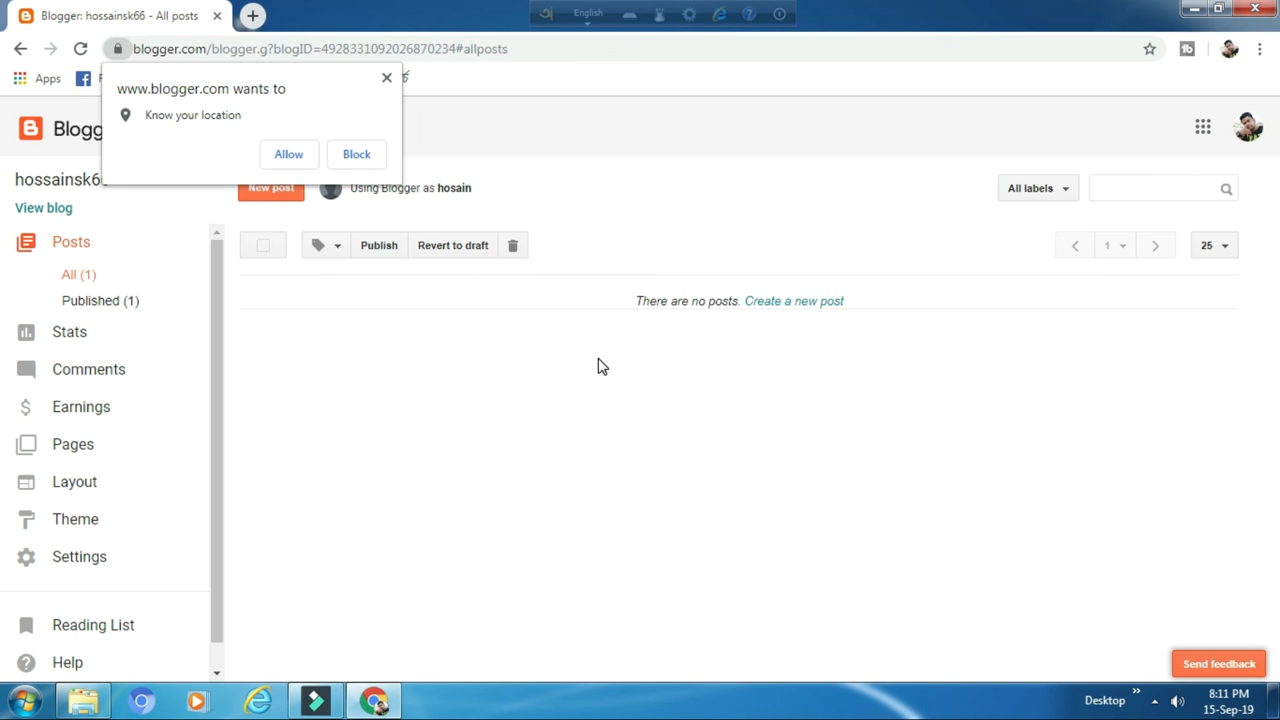 Blogger: hossainsk66 - All posts
English
blogger.com/blogger.g?blogID=4928331092026870234#allposts
Apps
www.blogger.com wants to
Know your location
Allow
Block
View blog
New post
Using Blogger as hosain
All labels
Posts
All (1)
Published (1)
Stats
Comments
Earnings
Pages
Layout
Theme
Settings
Reading List
Help
Publish
Revert to draft
1
25
There are no posts. Create a new post
Send feedback
Desktop
8:11 PM
15-Sep-19